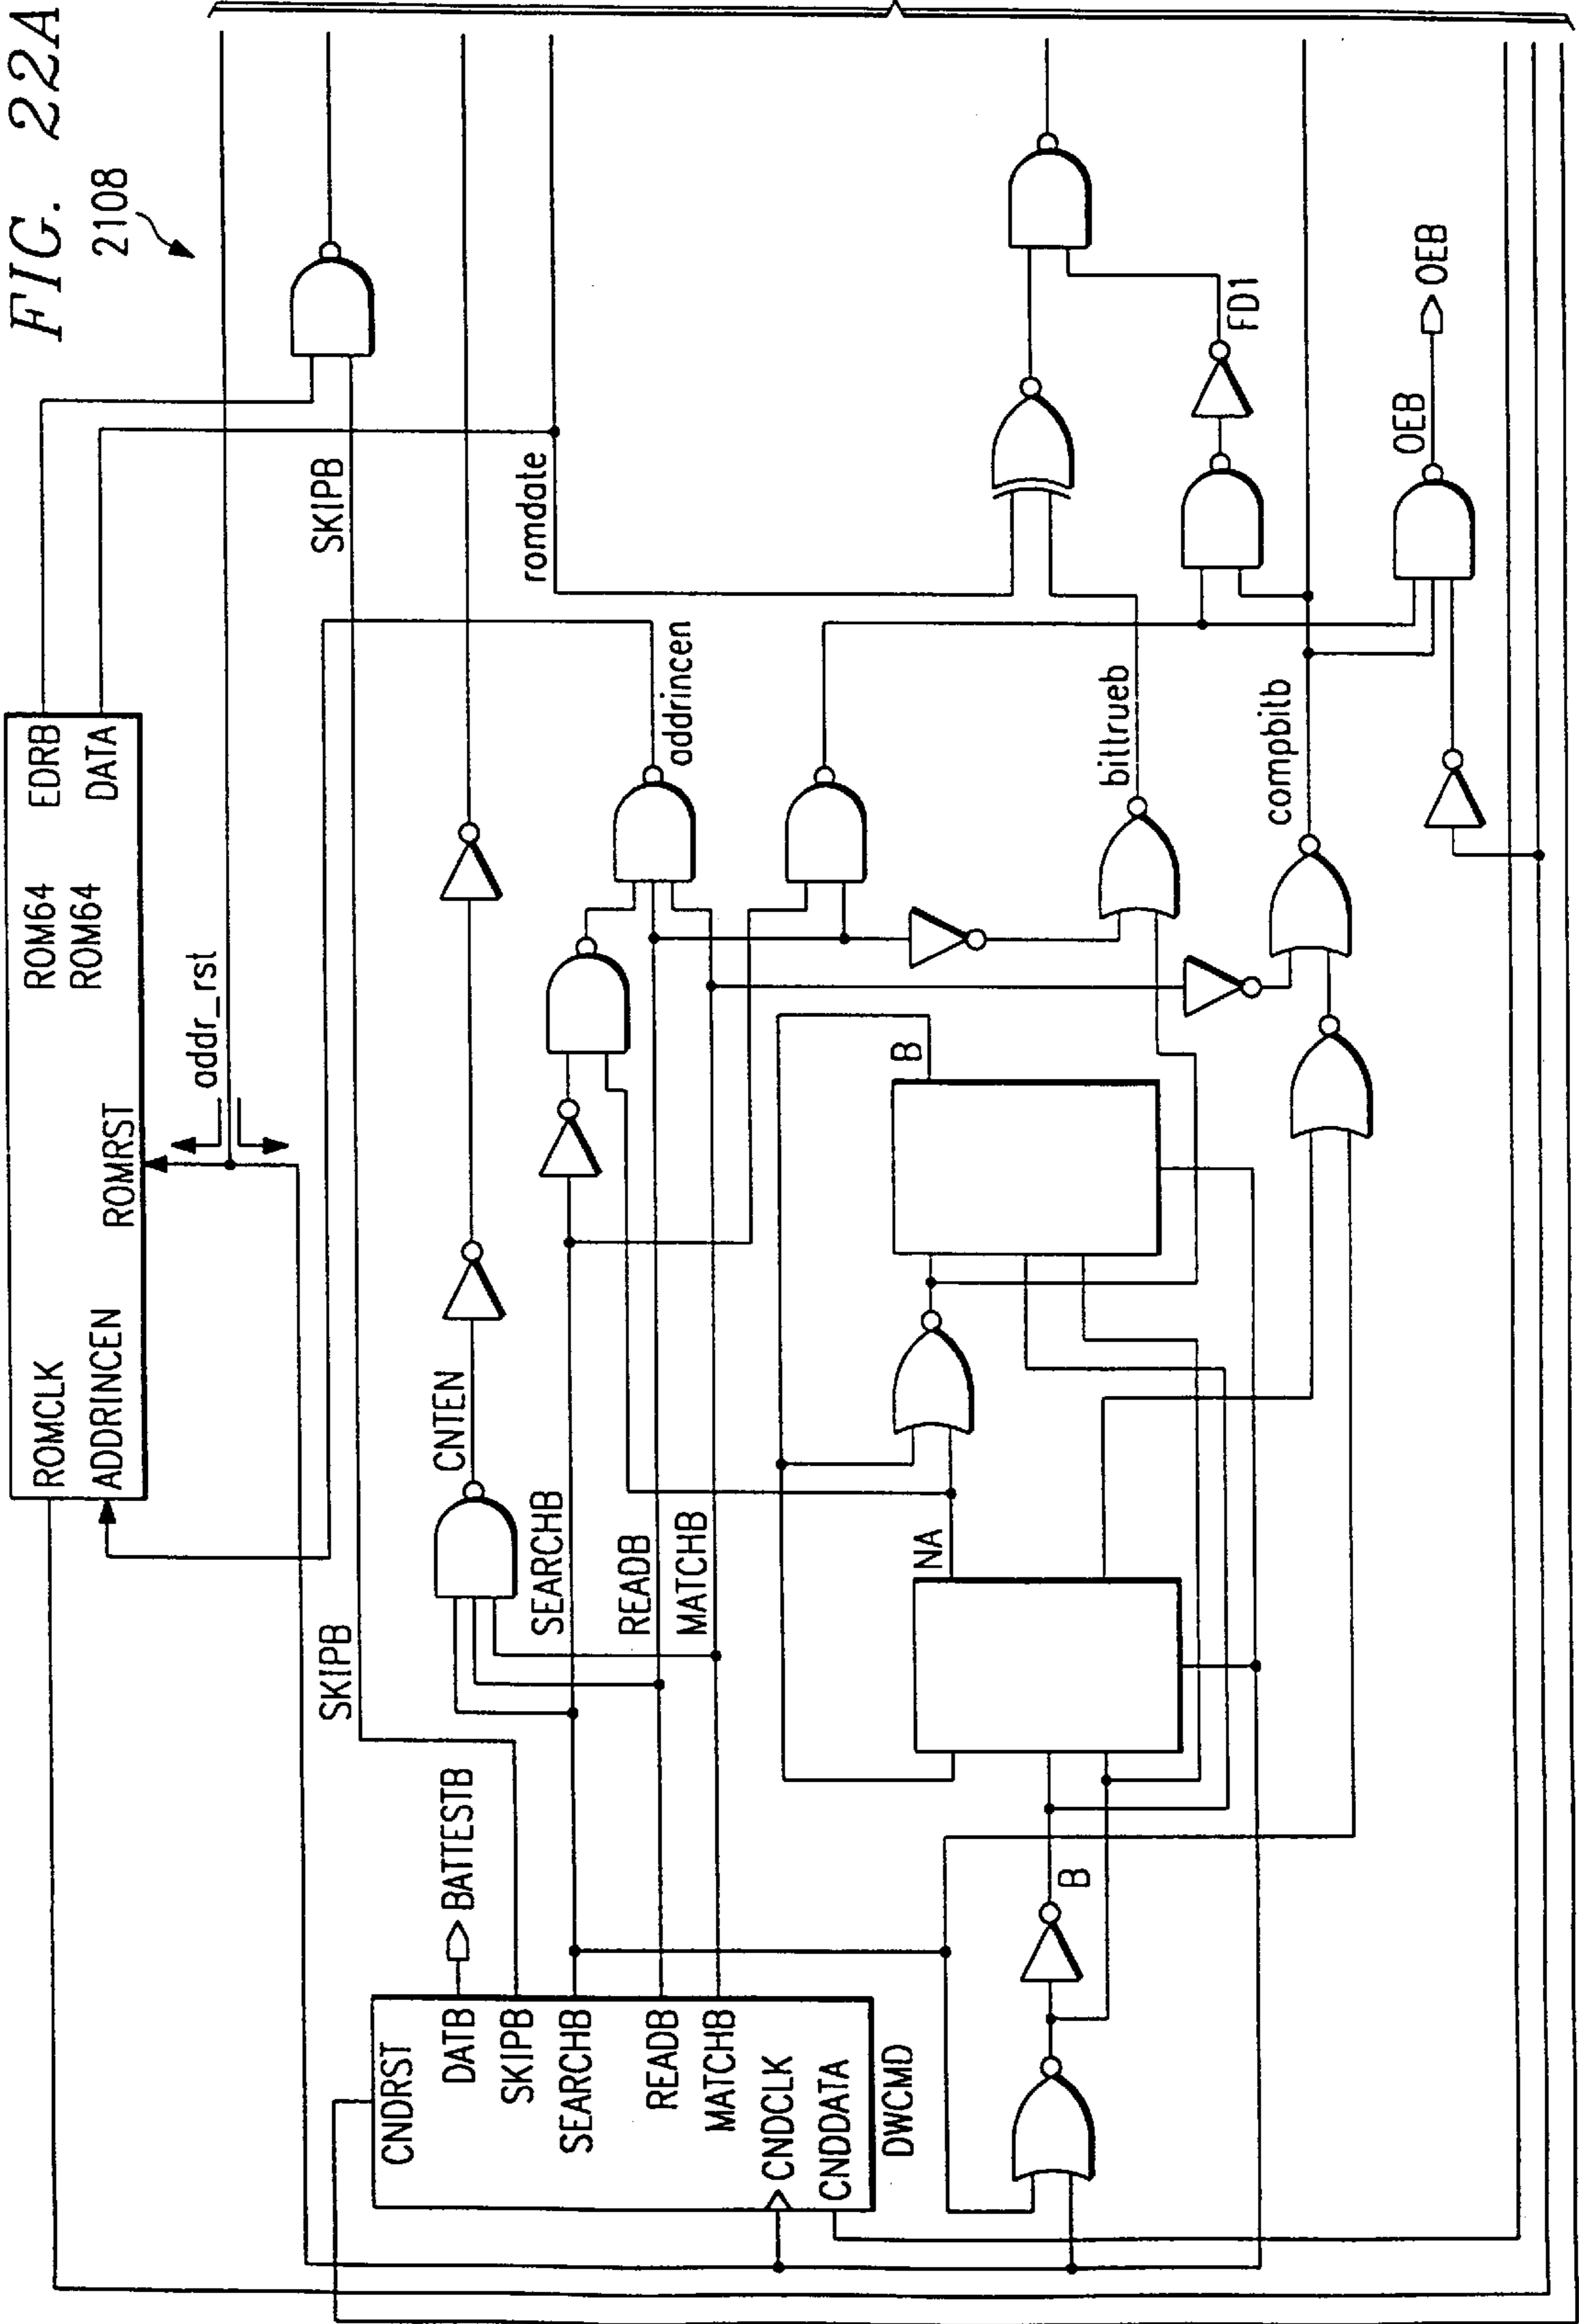 FIG. 22A
2108
ROMCLK
ADDRINCEN
ROMRST
ROM64
ROM64
EDRB
DATA
addr_rst
SKIPB
SKIPB
romdate
CNTEN
addrincen
SEARCHB
READB
MATCHB
BATTESTB
CNDRST
DATB
SKIPB
SEARCHB
READB
MATCHB
CNDCLK
CNDDATA
DWCMD
B
NA
B
bittrueb
compbitb
FD1
OEB
OEB